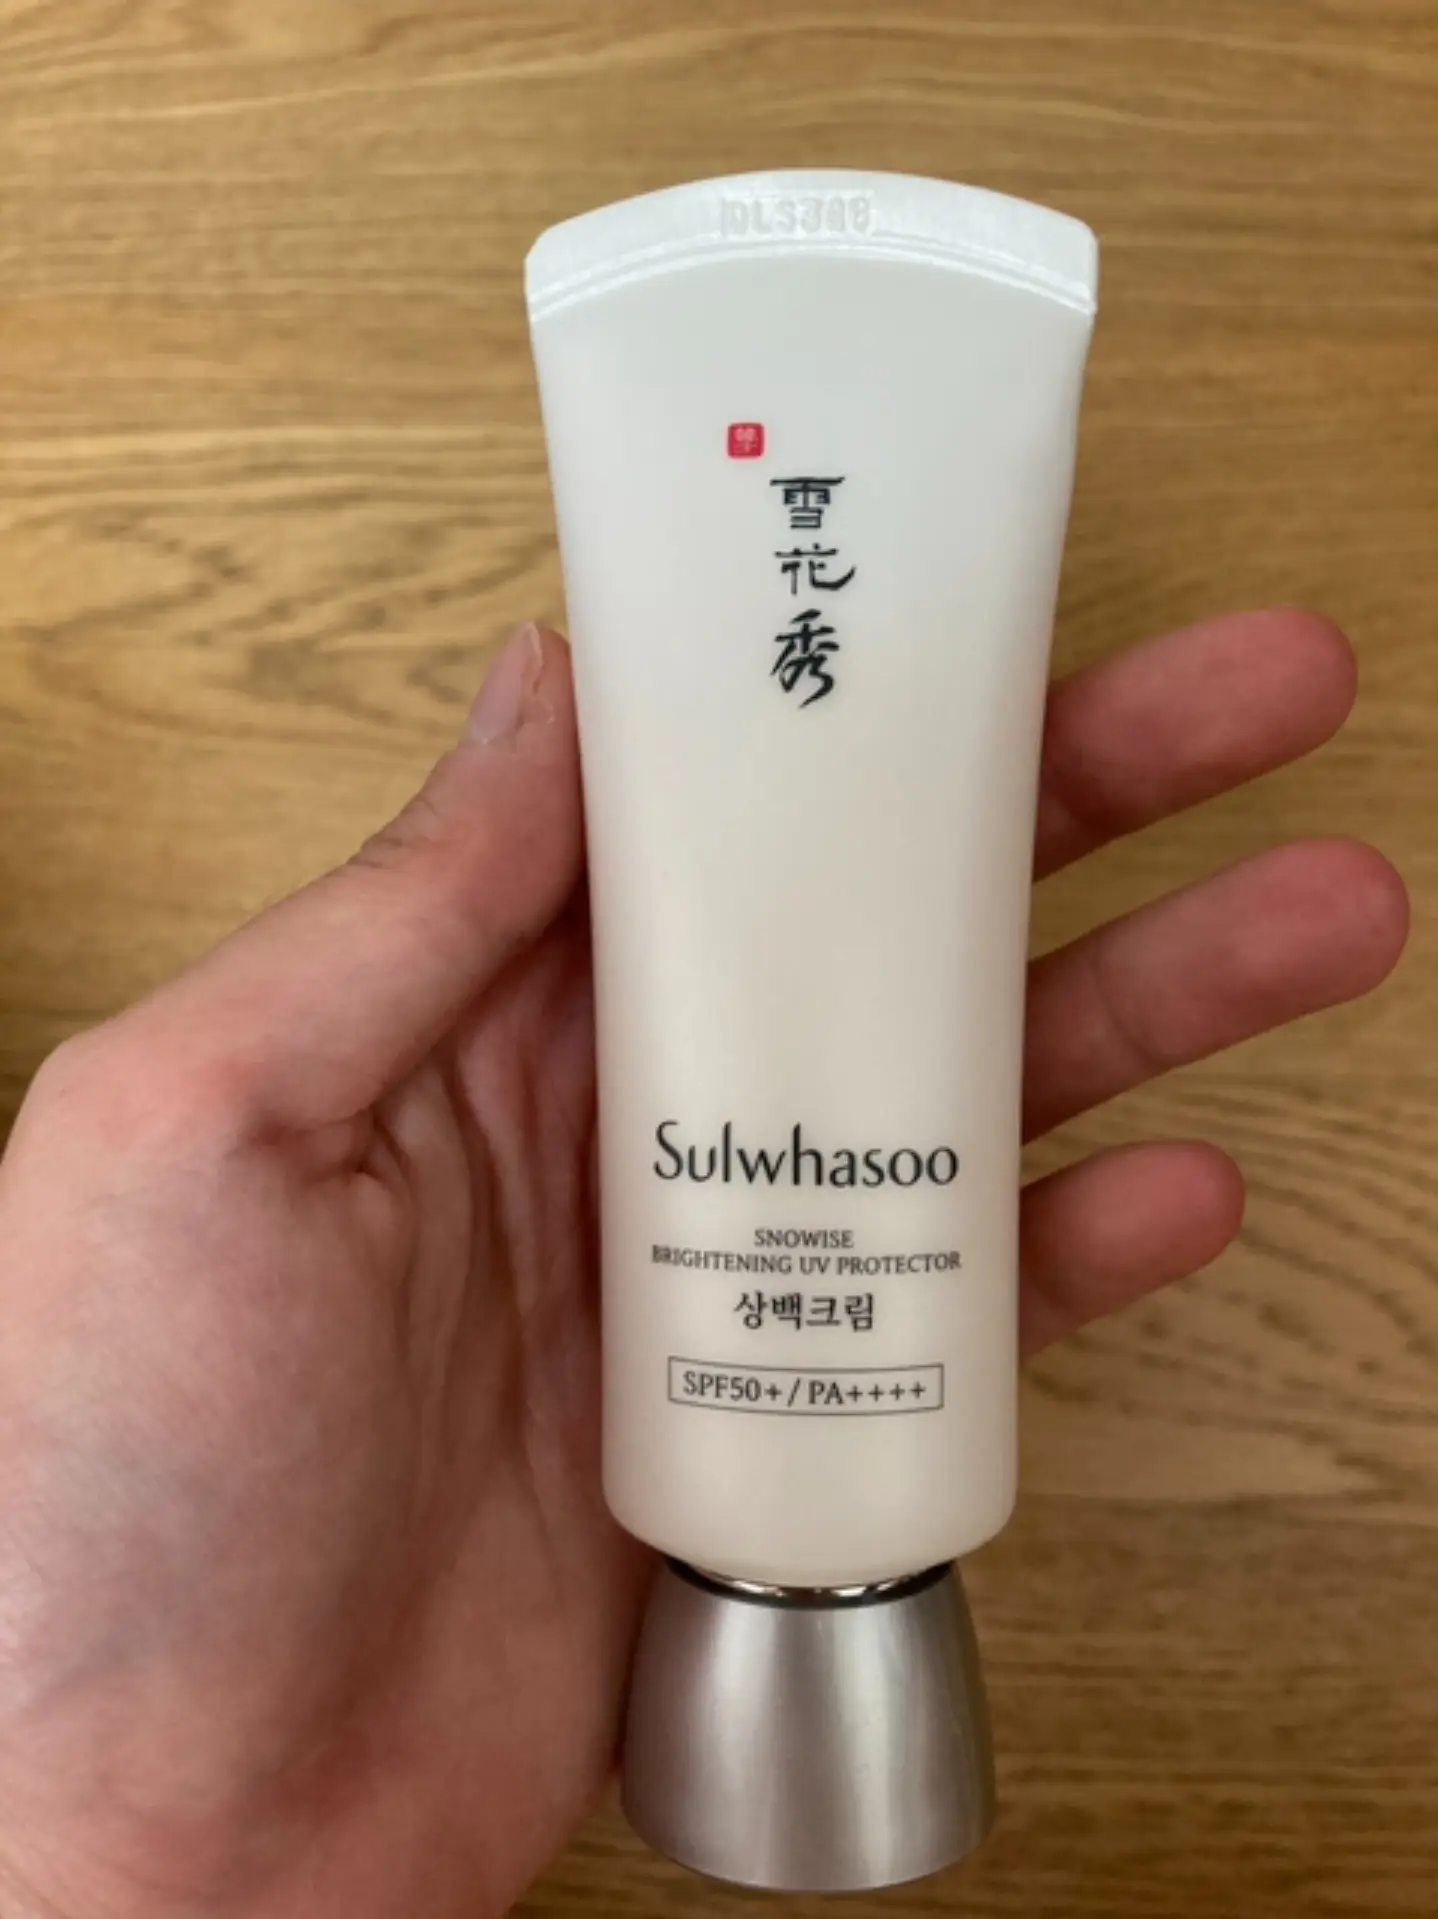 雪
花
秀
Sulwhasoo
SNOWISE
BRIGHTENING UV PROTECTOR
상백크림
SPF50+/PA++++